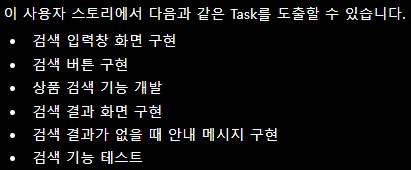 이 사용자 스토리에서 다음과 같은 Task를 도출할 수 있습니다.
• 검색 입력창 화면 구현
• 검색 버튼 구현
• 상품 검색 기능 개발
• 검색 결과 화면 구현
• 검색 결과가 없을 때 안내 메시지 구현
• 검색 기능 테스트